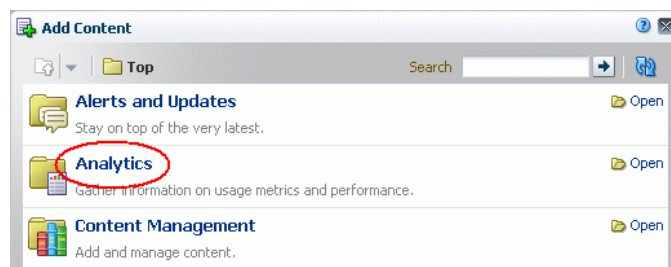 Add Content
Top Search
Alerts and Updates Open
Stay on top of the very latest.
Analytics Open
Gather information on usage metrics and performance.
Content Management Open
Add and manage content.